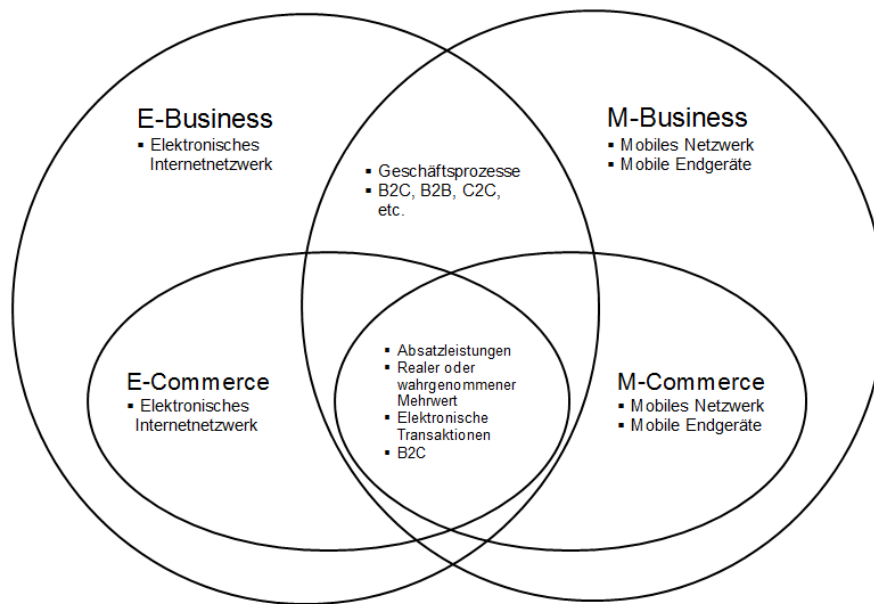 E-Business
▪ Elektronisches
Internetnetzwerk
▪ Geschäftsprozesse
▪ B2C, B2B, C2C,
etc.
M-Business
▪ Mobiles Netzwerk
▪ Mobile Endgeräte
E-Commerce
▪ Elektronisches
Internetnetzwerk
▪ Absatzleistungen
▪ Realer oder
wahrgenommener
Mehrwert
▪ Elektronische
Transaktionen
▪ B2C
M-Commerce
▪ Mobiles Netzwerk
▪ Mobile Endgeräte